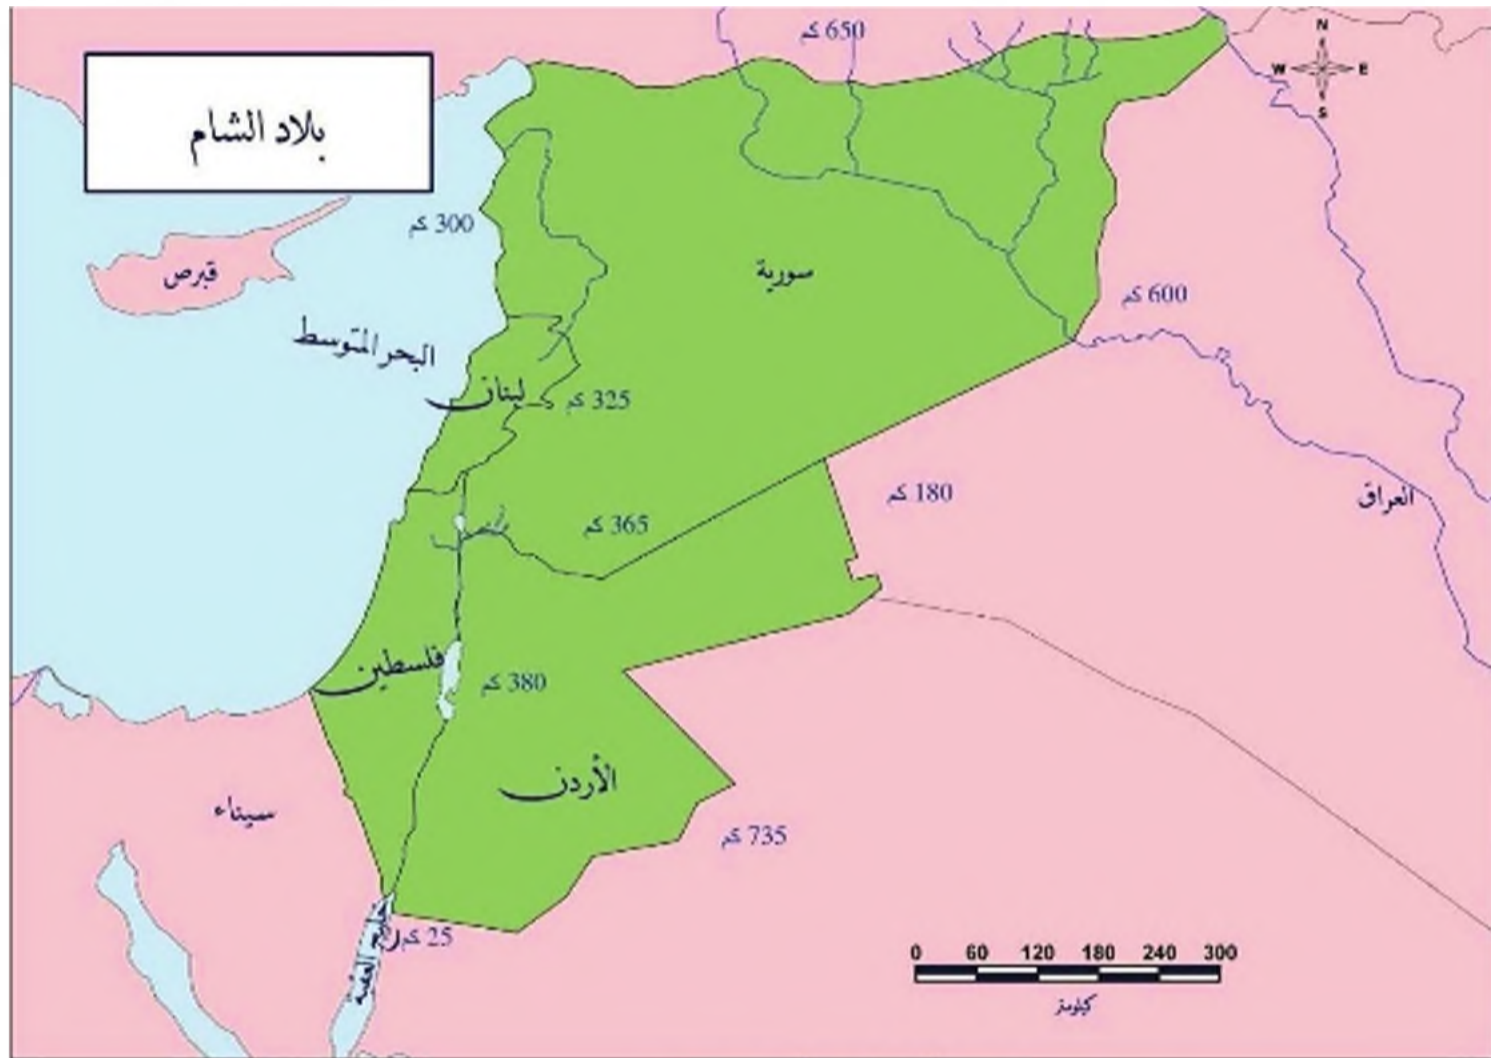 650 كم
N
W E
S
بلاد الشام
300 كم
قبرص
سورية
600 كم
البحر المتوسط
لبنان
325 كم
180 كم
العراق
365 كم
فلسطين
380 كم
الأردن
سيناء
735 كم
25 كم
خليج العقبة
0 60 120 180 240 300
كيلومتر